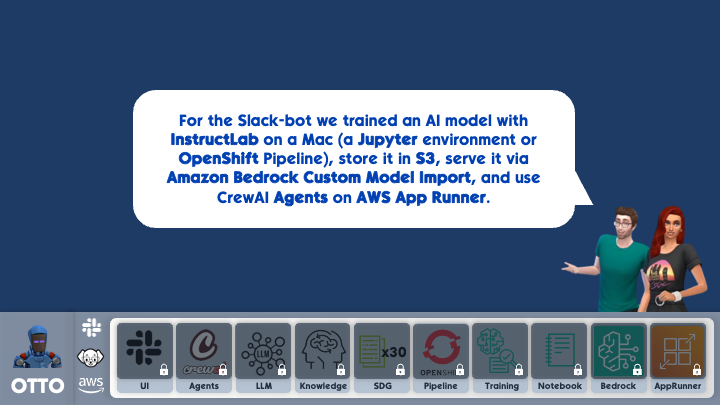 For the Slack-bot we trained an AI model with
InstructLab on a Mac (a Jupyter environment or
OpenShift Pipeline), store it in S3, serve it via
Amazon Bedrock Custom Model Import, and use
CrewAI Agents on AWS App Runner.
OTTO
aws
crew
LLM
x30
OPENSHI
UI
Agents
LLM
Knowledge
SDG
Pipeline
Training
Notebook
Bedrock
AppRunner